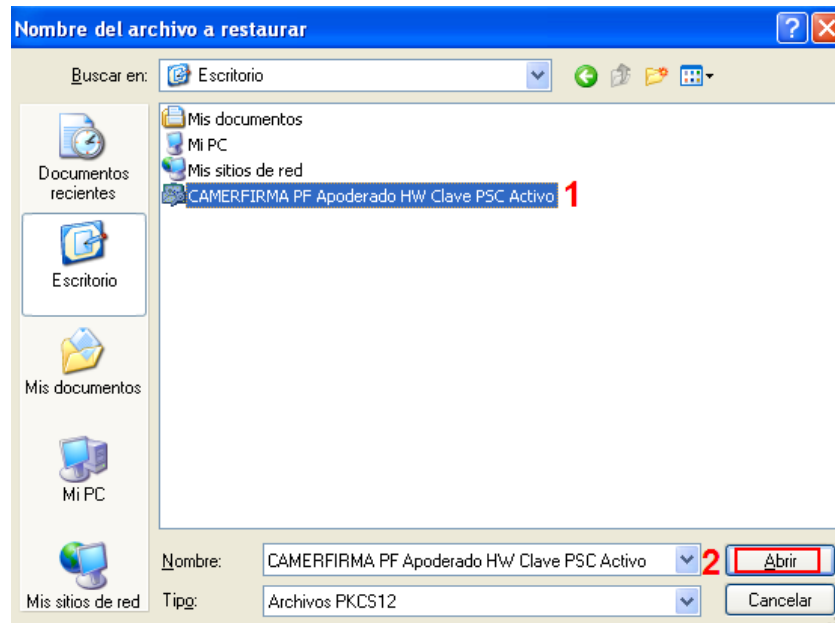 Nombre del archivo a restaurar
Buscar en: Escritorio
Documentos
recientes
Escritorio
Mis documentos
Mi PC
Mis sitios de red
Mis documentos
Mi PC
Mis sitios de red
CAMERFIRMA PF Apoderado HW Clave PSC Activo 1
Nombre: CAMERFIRMA PF Apoderado HW Clave PSC Activo 2 Abrir
Tipo: Archivos PKCS12 Cancelar